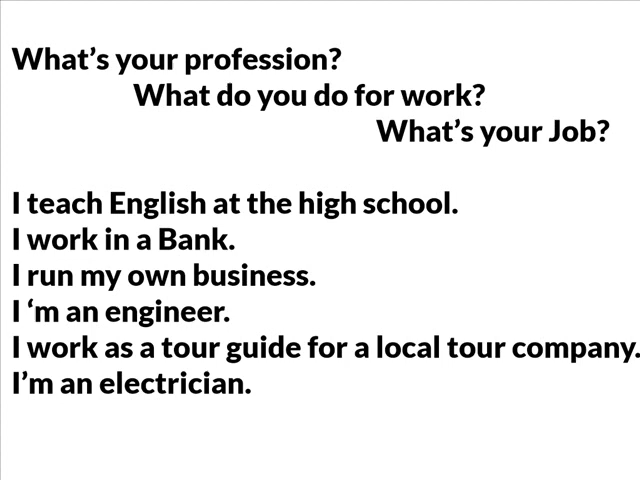 What’s your profession?
What do you do for work?
What’s your Job?
I teach English at the high school.
I work in a Bank.
I run my own business.
I ‘m an engineer.
I work as a tour guide for a local tour company.
I’m an electrician.